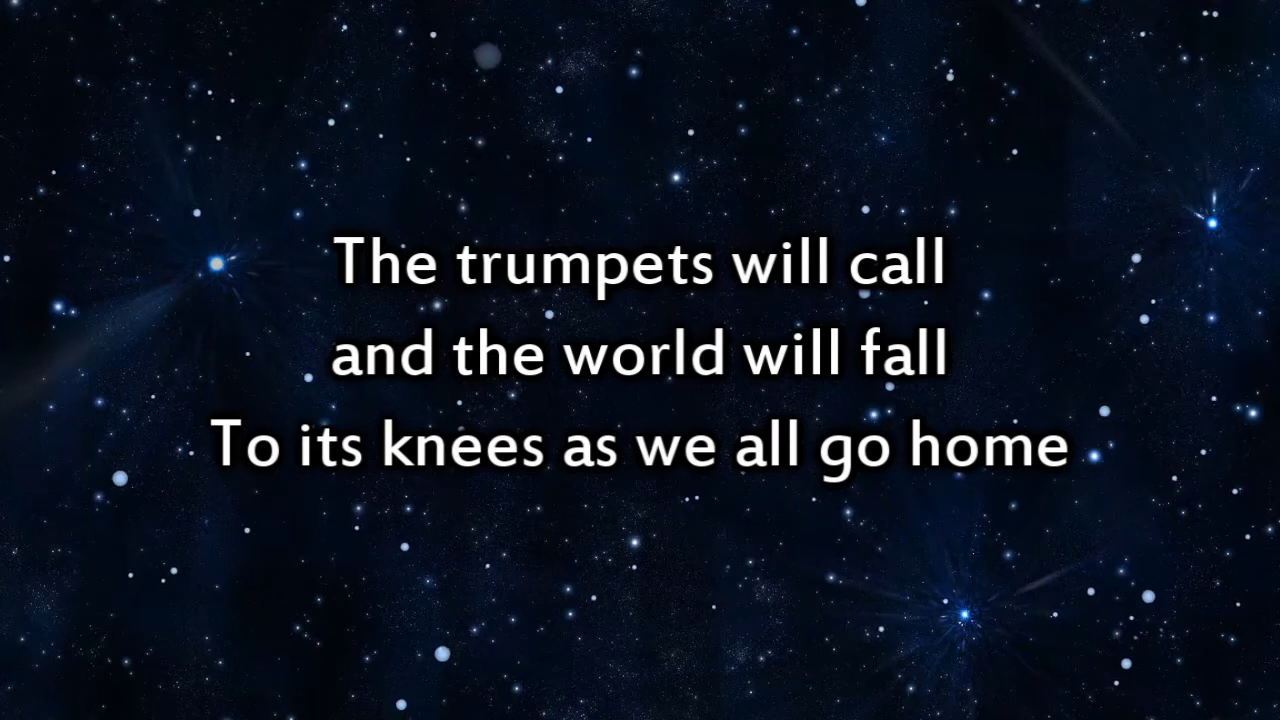 The trumpets will call
and the world will fall
To its knees as we all go home